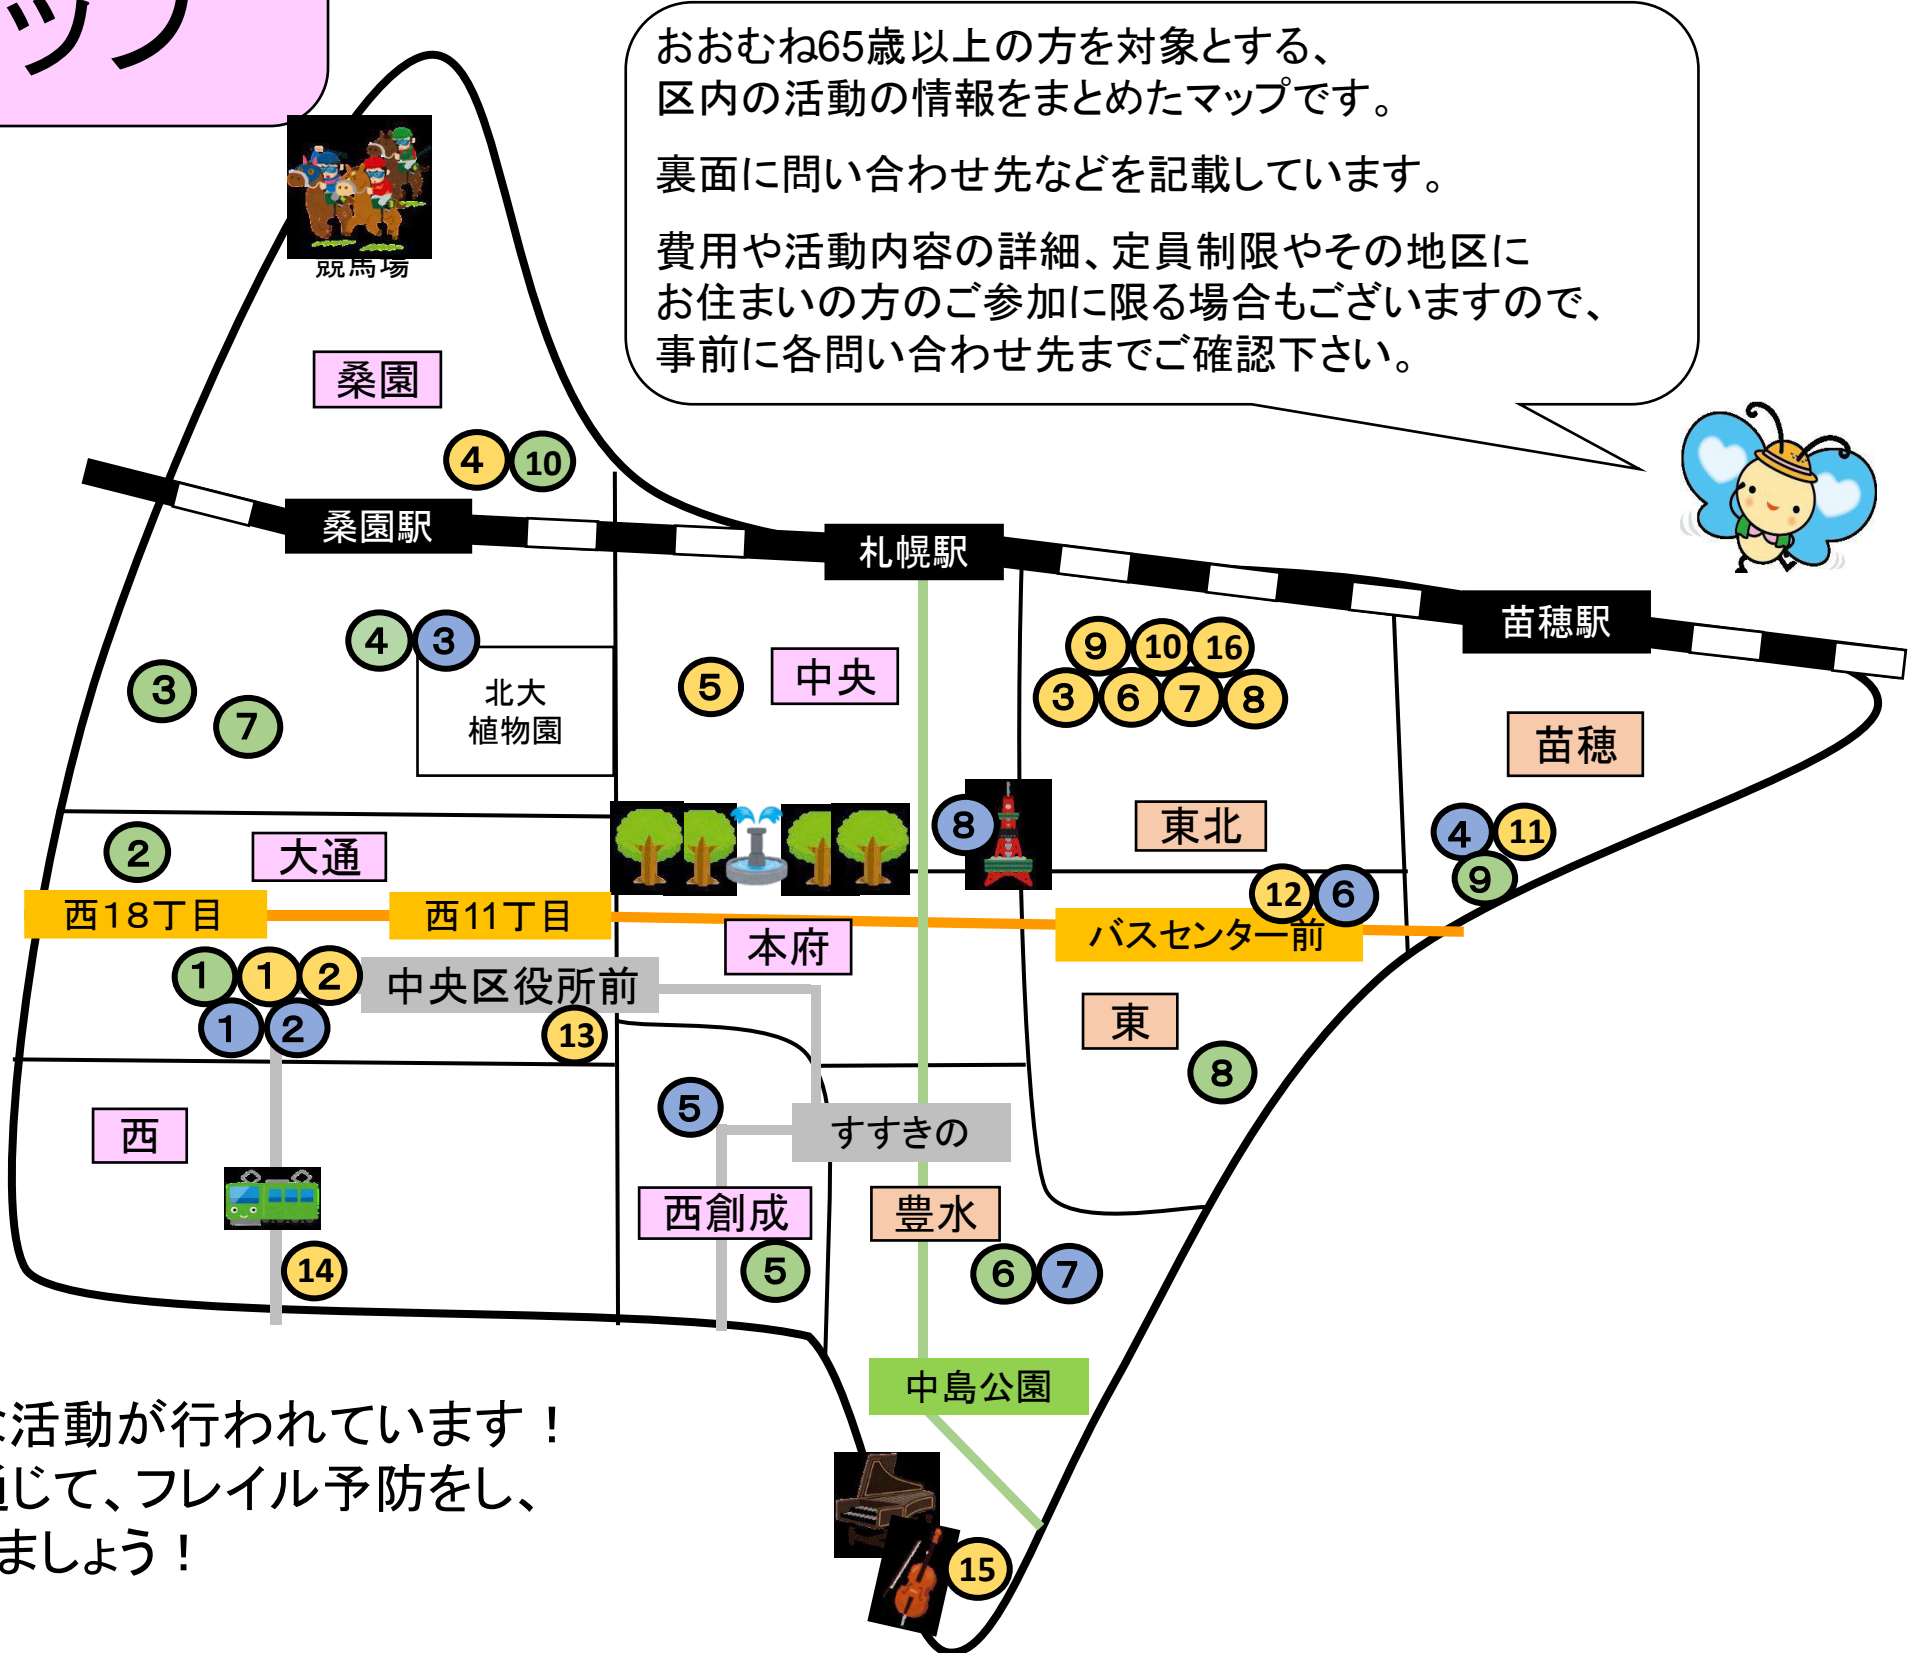 ップ
おおむね65歳以上の方を対象とする、
区内の活動の情報をまとめたマップです。
裏面に問い合わせ先などを記載しています。
費用や活動内容の詳細、定員制限やその地区に
お住まいの方のご参加に限る場合もございますので、
事前に各問い合わせ先までご確認下さい。
競馬場
桑園
4 10
桑園駅
札幌駅
苗穂駅
4 3
北大
植物園
3
7
5
中央
9 10 16
3 6 7 8
苗穂
2
大通
8
東北
4 11
9
西18丁目
西11丁目
本府
12 6
バスセンター前
1 1 2
1 2
中央区役所前
13
東
8
西
5
すすきの
14
西創成
5
豊水
6 7
中島公園
15
な活動が行われています！
通じて、フレイル予防をし、
ましょう！